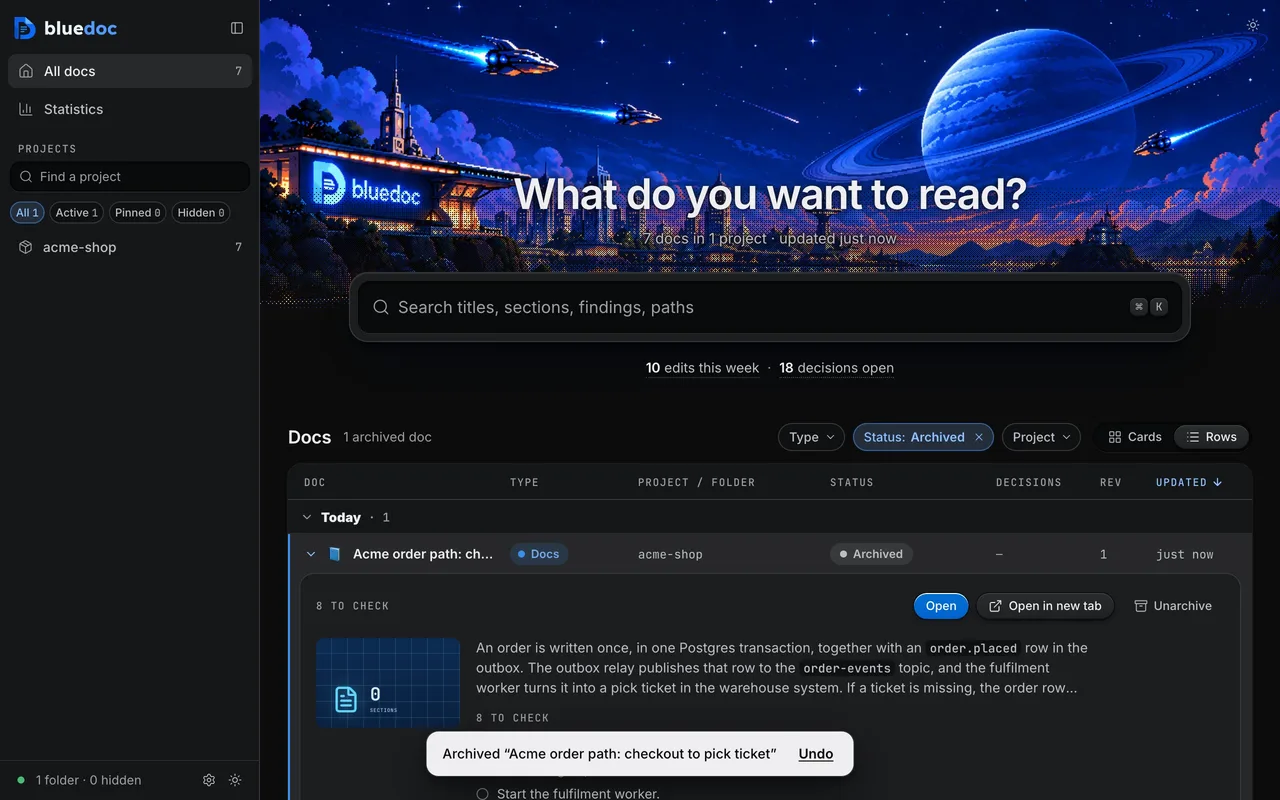 bluedoc
All docs 7
Statistics
PROJECTS
Find a project
All 1 Active 1 Pinned 0 Hidden 0
acme-shop 7
1 folder · 0 hidden
bluedoc
What do you want to read?
7 docs in 1 project · updated just now
Search titles, sections, findings, paths ⌘ K
10 edits this week · 18 decisions open
Docs 1 archived doc Type Status: Archived × Project Cards Rows
DOC TYPE PROJECT / FOLDER STATUS DECISIONS REV UPDATED ↓
Today · 1
Acme order path: ch… Docs acme-shop Archived – 1 just now
8 TO CHECK Open Open in new tab Unarchive
0
SECTIONS
An order is written once, in one Postgres transaction, together with an order.placed row in the
outbox. The outbox relay publishes that row to the order-events topic, and the fulfilment
worker turns it into a pick ticket in the warehouse system. If a ticket is missing, the order row…
8 TO CHECK
Archived “Acme order path: checkout to pick ticket” Undo
Start the fulfilment worker.